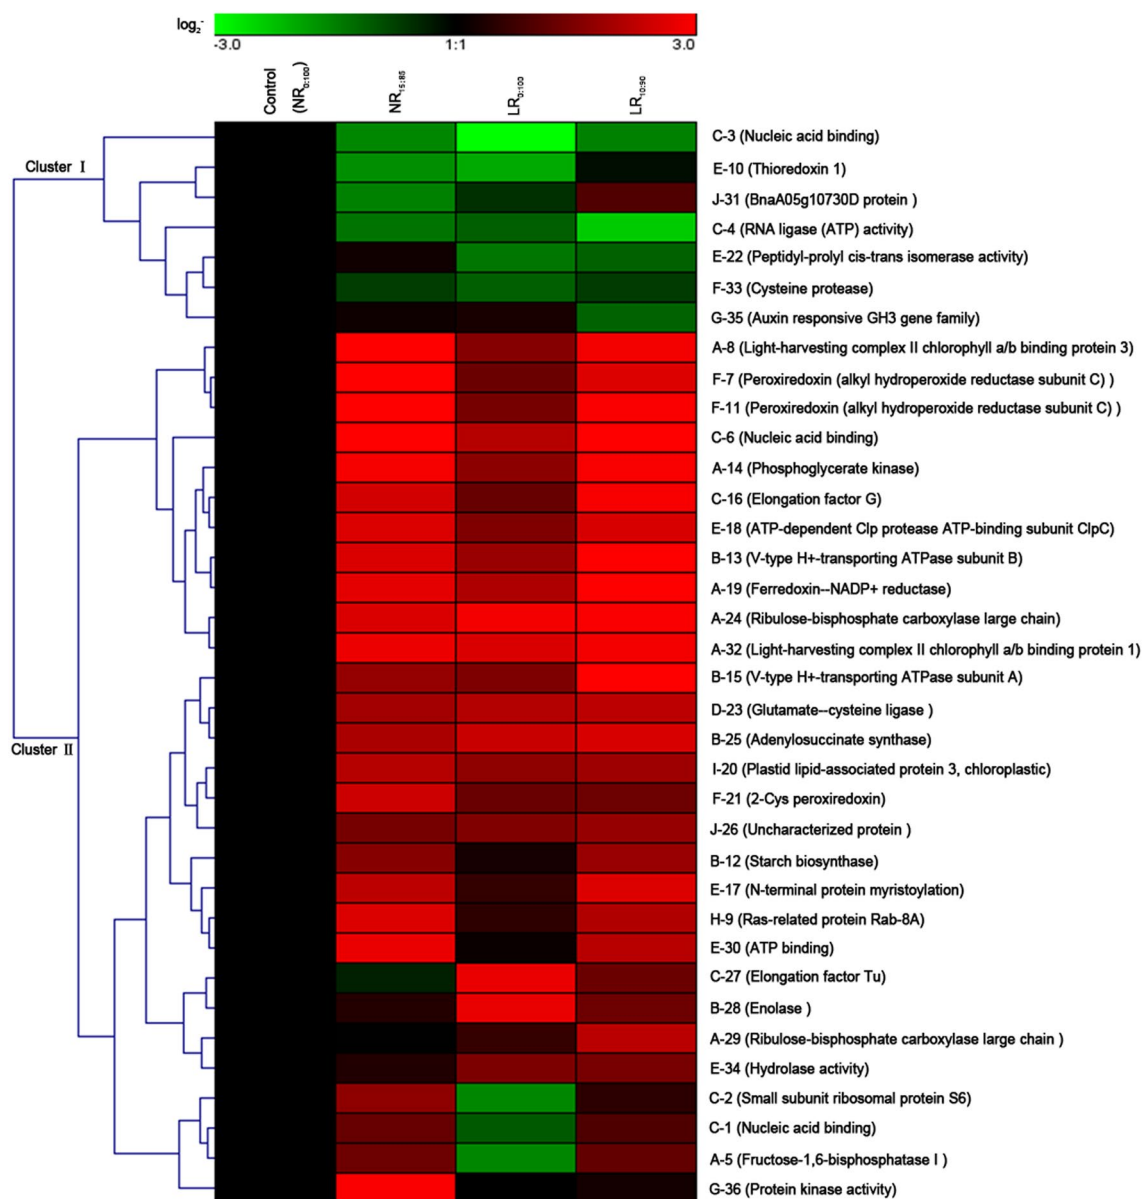 log₂-
-3.0 1:1 3.0
Control
(NR0:100)
NR15:85
LR0:100
LR10:90
Cluster I
Cluster II
C-3 (Nucleic acid binding)
E-10 (Thioredoxin 1)
J-31 (BnaA05g10730D protein )
C-4 (RNA ligase (ATP) activity)
E-22 (Peptidyl-prolyl cis-trans isomerase activity)
F-33 (Cysteine protease)
G-35 (Auxin responsive GH3 gene family)
A-8 (Light-harvesting complex II chlorophyll a/b binding protein 3)
F-7 (Peroxiredoxin (alkyl hydroperoxide reductase subunit C) )
F-11 (Peroxiredoxin (alkyl hydroperoxide reductase subunit C) )
C-6 (Nucleic acid binding)
A-14 (Phosphoglycerate kinase)
C-16 (Elongation factor G)
E-18 (ATP-dependent Clp protease ATP-binding subunit ClpC)
B-13 (V-type H+-transporting ATPase subunit B)
A-19 (Ferredoxin--NADP+ reductase)
A-24 (Ribulose-bisphosphate carboxylase large chain)
A-32 (Light-harvesting complex II chlorophyll a/b binding protein 1)
B-15 (V-type H+-transporting ATPase subunit A)
D-23 (Glutamate--cysteine ligase )
B-25 (Adenylosuccinate synthase)
I-20 (Plastid lipid-associated protein 3, chloroplastic)
F-21 (2-Cys peroxiredoxin)
J-26 (Uncharacterized protein )
B-12 (Starch biosynthase)
E-17 (N-terminal protein myristoylation)
H-9 (Ras-related protein Rab-8A)
E-30 (ATP binding)
C-27 (Elongation factor Tu)
B-28 (Enolase )
A-29 (Ribulose-bisphosphate carboxylase large chain )
E-34 (Hydrolase activity)
C-2 (Small subunit ribosomal protein S6)
C-1 (Nucleic acid binding)
A-5 (Fructose-1,6-bisphosphatase I )
G-36 (Protein kinase activity)